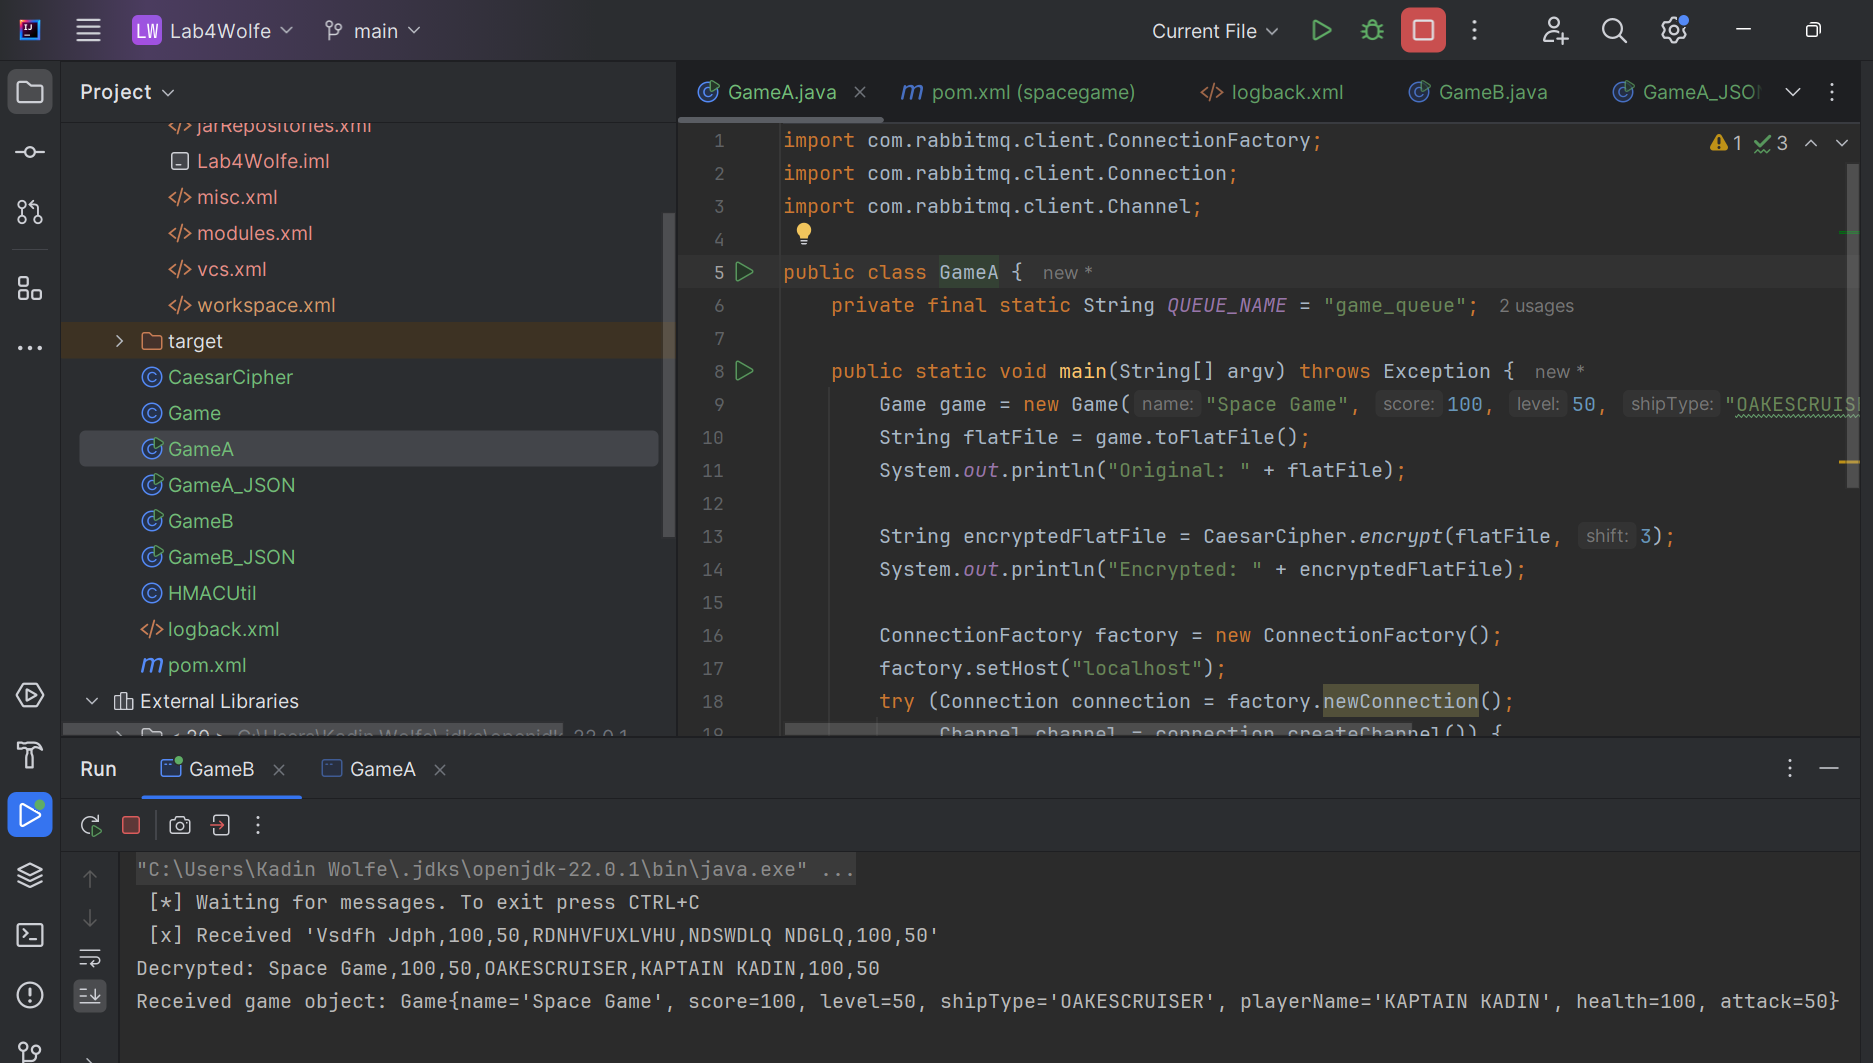 LW Lab4Wolfe main Current File
Project
GameA.java pom.xml (spacegame) logback.xml GameB.java GameA_JSO
jarRepositories.xml
Lab4Wolfe.iml
misc.xml
modules.xml
vcs.xml
workspace.xml
target
CaesarCipher
Game
GameA
GameA_JSON
GameB
GameB_JSON
HMACUtil
logback.xml
pom.xml
External Libraries
< 20 > C:\Users\Kadin Wolfe\.jdks\openjdk-22.0.1
1 import com.rabbitmq.client.ConnectionFactory;
2 import com.rabbitmq.client.Connection;
3 import com.rabbitmq.client.Channel;
4
5 public class GameA { new *
6 private final static String QUEUE_NAME = "game_queue"; 2 usages
7
8 public static void main(String[] argv) throws Exception { new *
9 Game game = new Game( name: "Space Game", score: 100, level: 50, shipType: "OAKESCRUIS
10 String flatFile = game.toFlatFile();
11 System.out.println("Original: " + flatFile);
12
13 String encryptedFlatFile = CaesarCipher.encrypt(flatFile, shift: 3);
14 System.out.println("Encrypted: " + encryptedFlatFile);
15
16 ConnectionFactory factory = new ConnectionFactory();
17 factory.setHost("localhost");
18 try (Connection connection = factory.newConnection();
19 Channel channel = connection.createChannel()) {
1 3
Run GameB GameA
"C:\Users\Kadin Wolfe\.jdks\openjdk-22.0.1\bin\java.exe" ...
[*] Waiting for messages. To exit press CTRL+C
[x] Received 'Vsdfh Jdph,100,50,RDNHVFUXLVHU,NDSWDLQ NDGLQ,100,50'
Decrypted: Space Game,100,50,OAKESCRUISER,KAPTAIN KADIN,100,50
Received game object: Game{name='Space Game', score=100, level=50, shipType='OAKESCRUISER', playerName='KAPTAIN KADIN', health=100, attack=50}